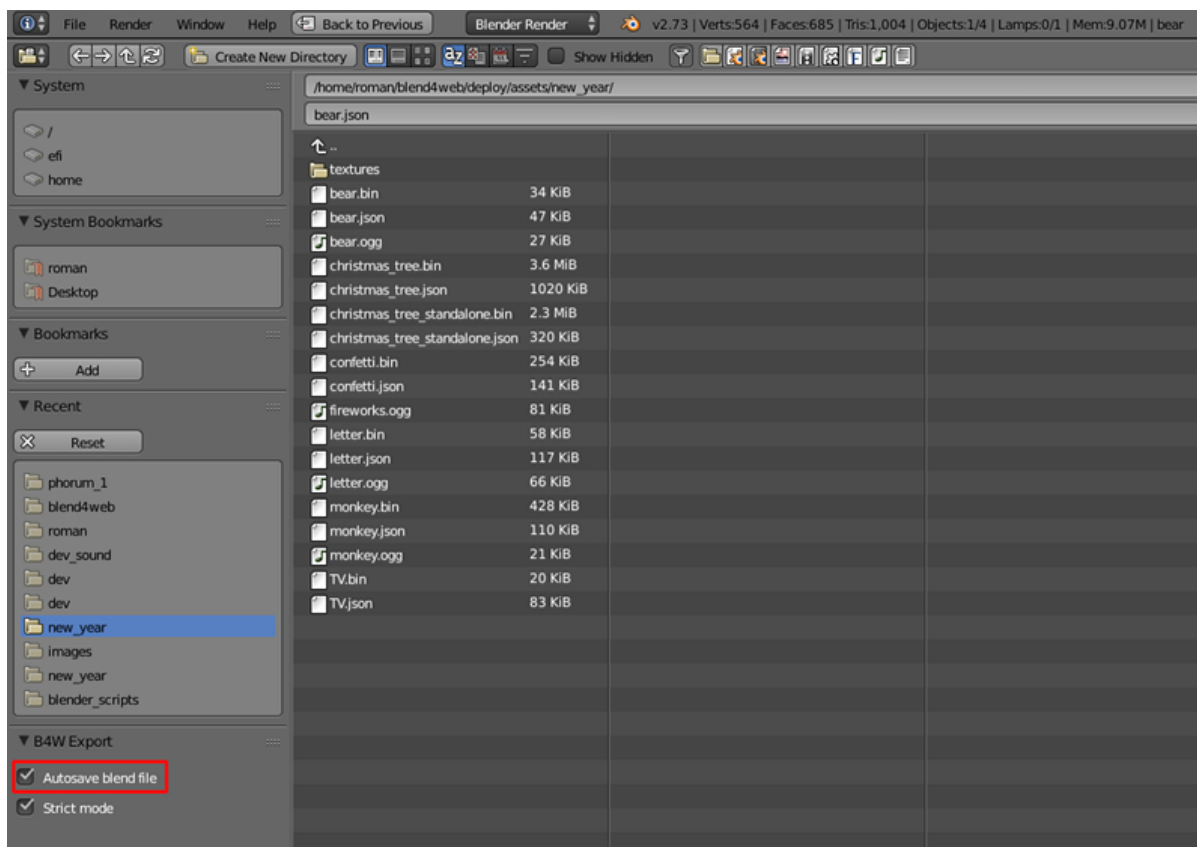 File Render Window Help Back to Previous Blender Render v2.73 | Verts:564 | Faces:685 | Tris:1,004 | Objects:1/4 | Lamps:0/1 | Mem:9.07M | bear
Create New Directory Show Hidden
System
/
efi
home
System Bookmarks
roman
Desktop
Bookmarks
Add
Recent
Reset
phorum_1
blend4web
roman
dev_sound
dev
dev
new_year
images
new_year
blender_scripts
B4W Export
Autosave blend file
Strict mode
/home/roman/blend4web/deploy/assets/new_year/
bear.json
..
textures
bear.bin 34 KiB
bear.json 47 KiB
bear.ogg 27 KiB
christmas_tree.bin 3.6 MiB
christmas_tree.json 1020 KiB
christmas_tree_standalone.bin 2.3 MiB
christmas_tree_standalone.json 320 KiB
confetti.bin 254 KiB
confetti.json 141 KiB
fireworks.ogg 81 KiB
letter.bin 58 KiB
letter.json 117 KiB
letter.ogg 66 KiB
monkey.bin 428 KiB
monkey.json 110 KiB
monkey.ogg 21 KiB
TV.bin 20 KiB
TV.json 83 KiB